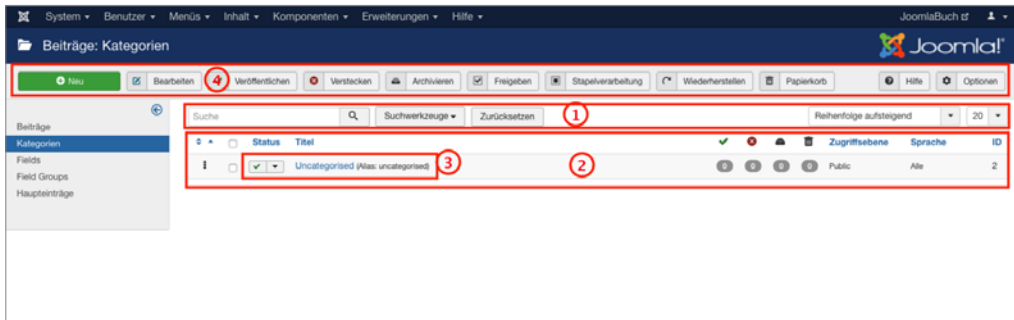 System Benutzer Menüs Inhalt Komponenten Erweiterungen Hilfe JoomlaBuch
Beiträge: Kategorien Joomla!
Neu Bearbeiten 4 Veröffentlichen Verstecken Archivieren Freigeben Stapelverarbeitung Wiederherstellen Papierkorb Hilfe Optionen
Suche Suchwerkzeuge Zurücksetzen 1 Reihenfolge aufsteigend 20
Beiträge
Kategorien
Fields
Field Groups
Haupteinträge
Status Titel Zugriffsebene Sprache ID
Uncategorised (Alias: uncategorised) 3 2 0 0 0 0 Public Alle 2